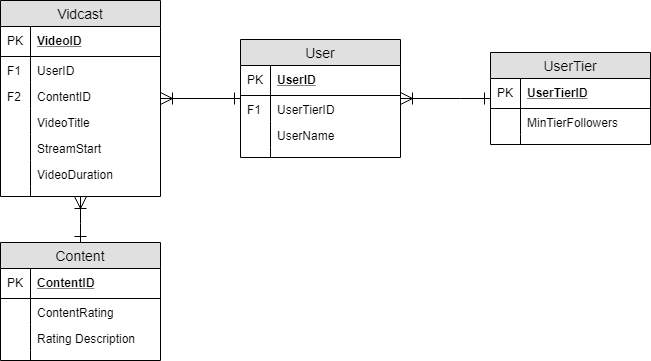 Vidcast
PK VideoID
F1 UserID
F2 ContentID
VideoTitle
StreamStart
VideoDuration
User
PK UserID
F1 UserTierID
UserName
UserTier
PK UserTierID
MinTierFollowers
Content
PK ContentID
ContentRating
Rating Description